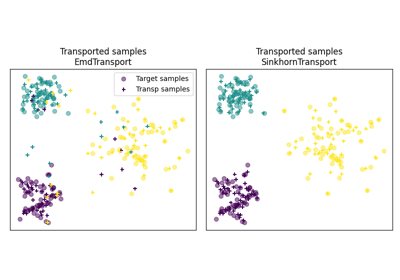 Transported samples
EmdTransport
Target samples
Transp samples
Transported samples
SinkhornTransport